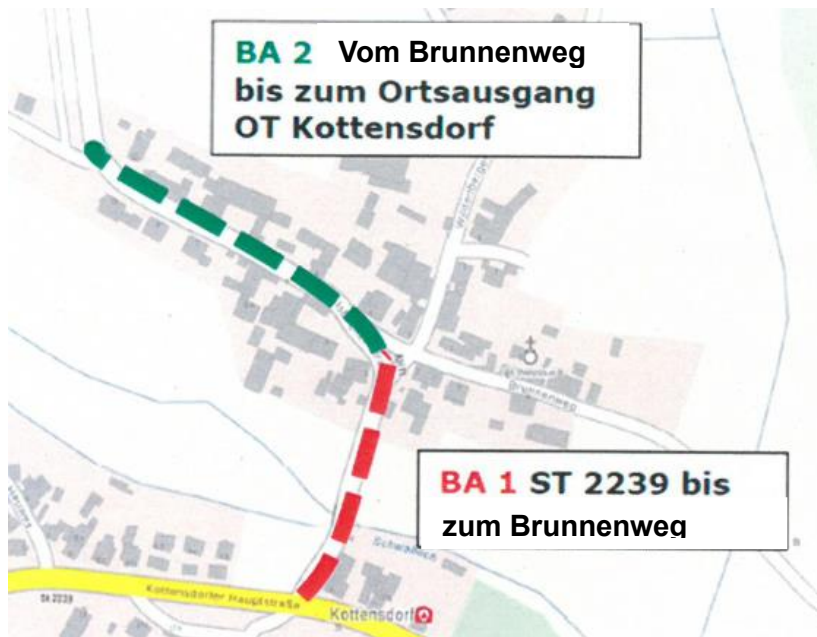 BA 2 Vom Brunnenweg
bis zum Ortsausgang
OT Kottensdorf
Brunnenweg
BA 1 ST 2239 bis
zum Brunnenweg
St 2239
Kottensdorfer Hauptstraße
Kottensdorf